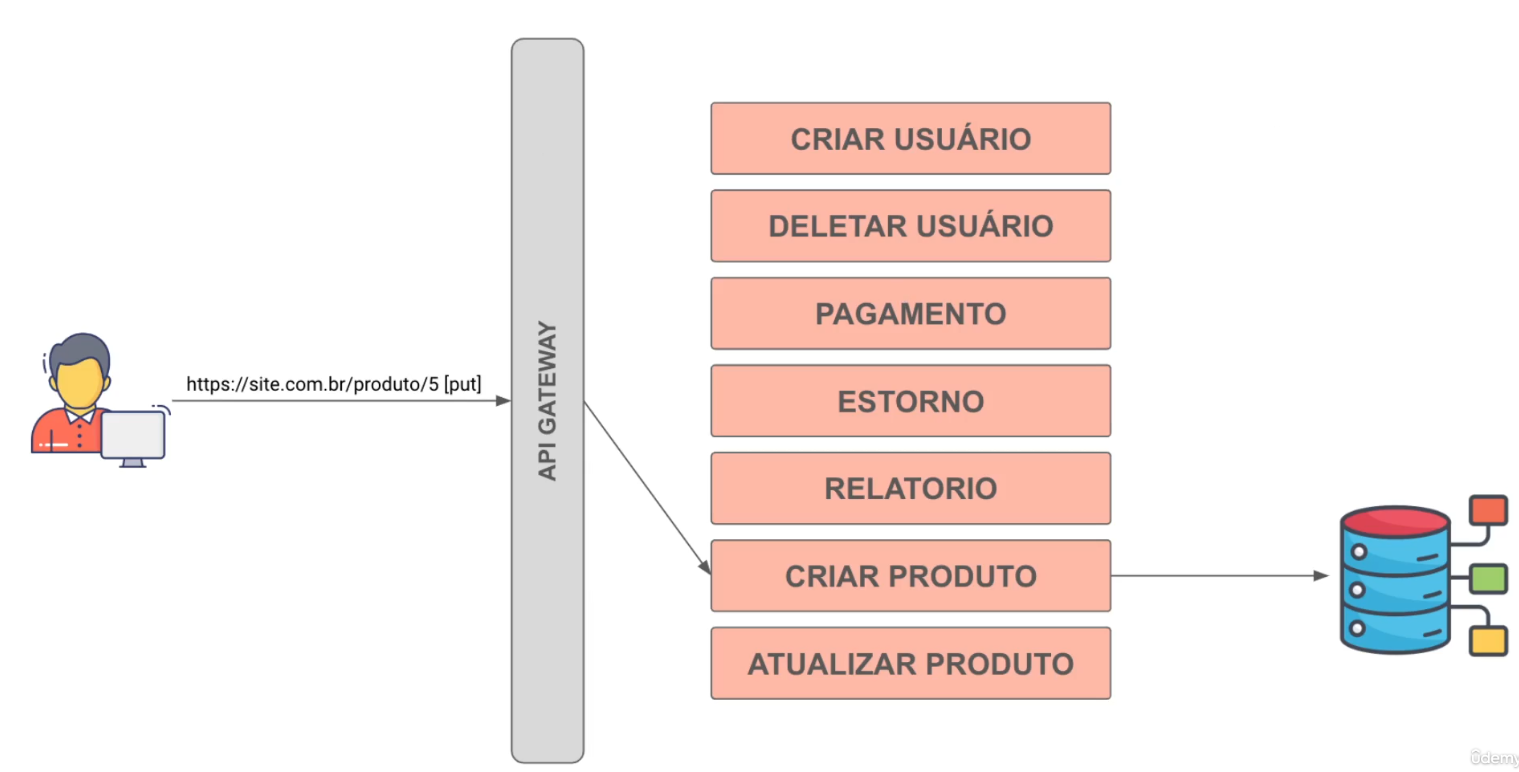 CRIAR USUÁRIO
DELETAR USUÁRIO
PAGAMENTO
https://site.com.br/produto/5 [put]
API GATEWAY
ESTORNO
RELATORIO
CRIAR PRODUTO
ATUALIZAR PRODUTO
ûdemy